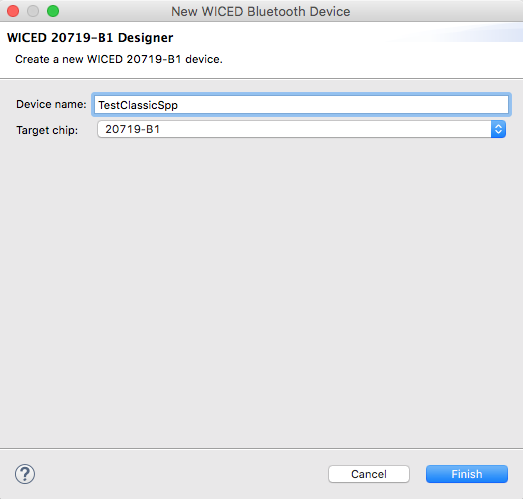 New WICED Bluetooth Device
WICED 20719-B1 Designer
Create a new WICED 20719-B1 device.
Device name: TestClassicSpp
Target chip: 20719-B1
? Cancel Finish